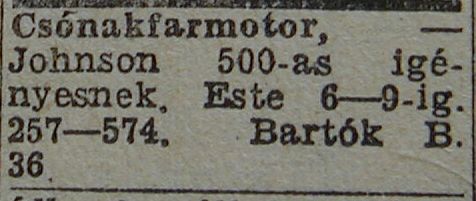 Csónakfarmotor, —
Johnson 500-as igé-
nyesnek. Este 6—9-ig.
257—574. Bartók B.
36.